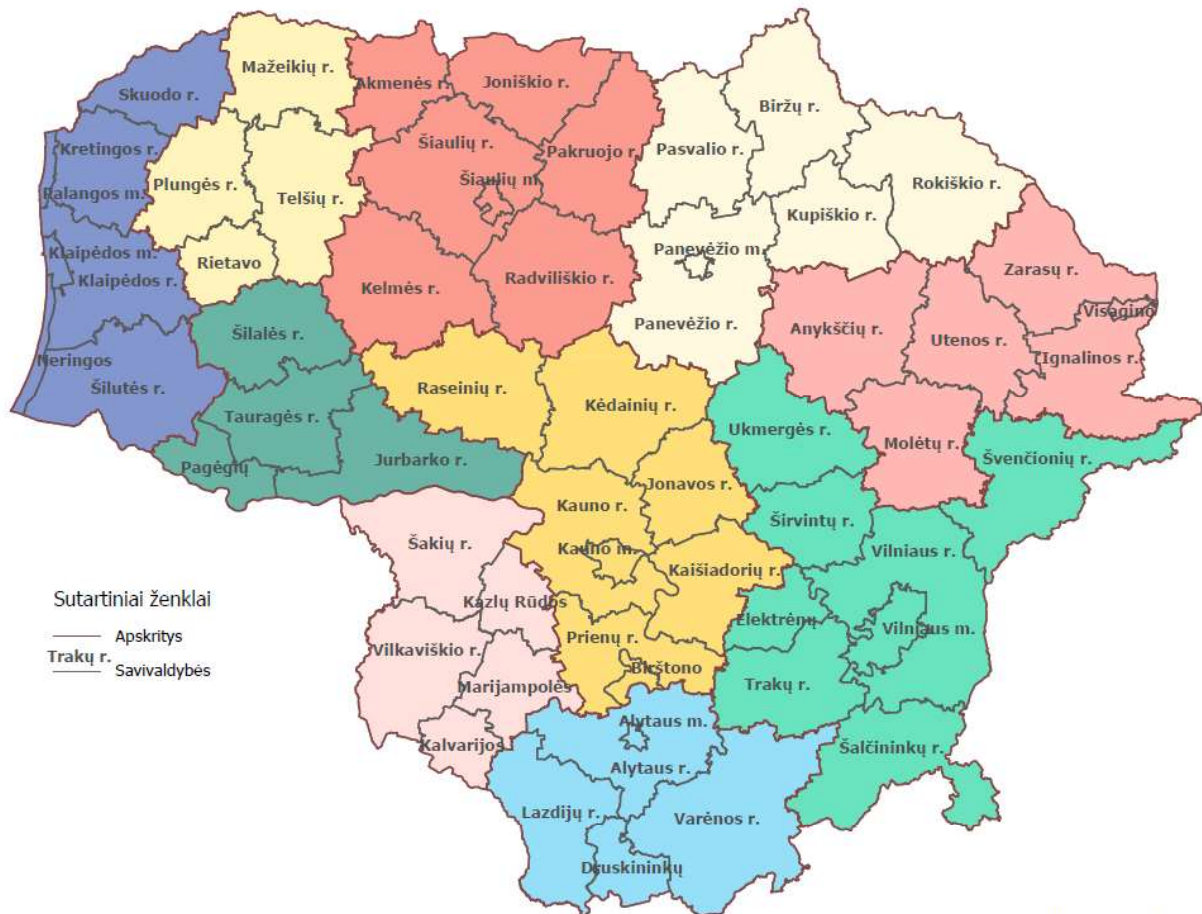 Mažeikių r.
Skuodo r.
Akmenės r.
Joniškio r.
Biržų r.
Kretingos r.
Šiaulių r.
Pakruojo r.
Pasvalio r.
Plungės r.
Palangos m.
Telšių r.
Šiaulių m.
Rokiškio r.
Kupiškio r.
Klaipėdos m.
Rietavo
Panevėžio m.
Klaipėdos r.
Kelmės r.
Radviliškio r.
Zarasų r.
Visagino
Panevėžio r.
Anykščių r.
Utenos r.
Šilalės r.
Neringos
Ignalinos r.
Šilutės r.
Raseinių r.
Kėdainių r.
Tauragės r.
Ukmergės r.
Molėtų r.
Švenčionių r.
Pagėgių
Jurbarko r.
Jonavos r.
Kauno r.
Širvintų r.
Šakių r.
Kauno m.
Vilniaus r.
Kaišiadorių r.
Sutartiniai ženklai
Kazlų Rūdos
Elektrėnų
Apskritys
Prienų r.
Vilniaus m.
Trakų r.
Savivaldybės
Vilkaviškio r.
Birštono
Marijampolės
Trakų r.
Alytaus m.
Kalvarijos
Šalčininkų r.
Alytaus r.
Lazdijų r.
Varėnos r.
Druskininkų